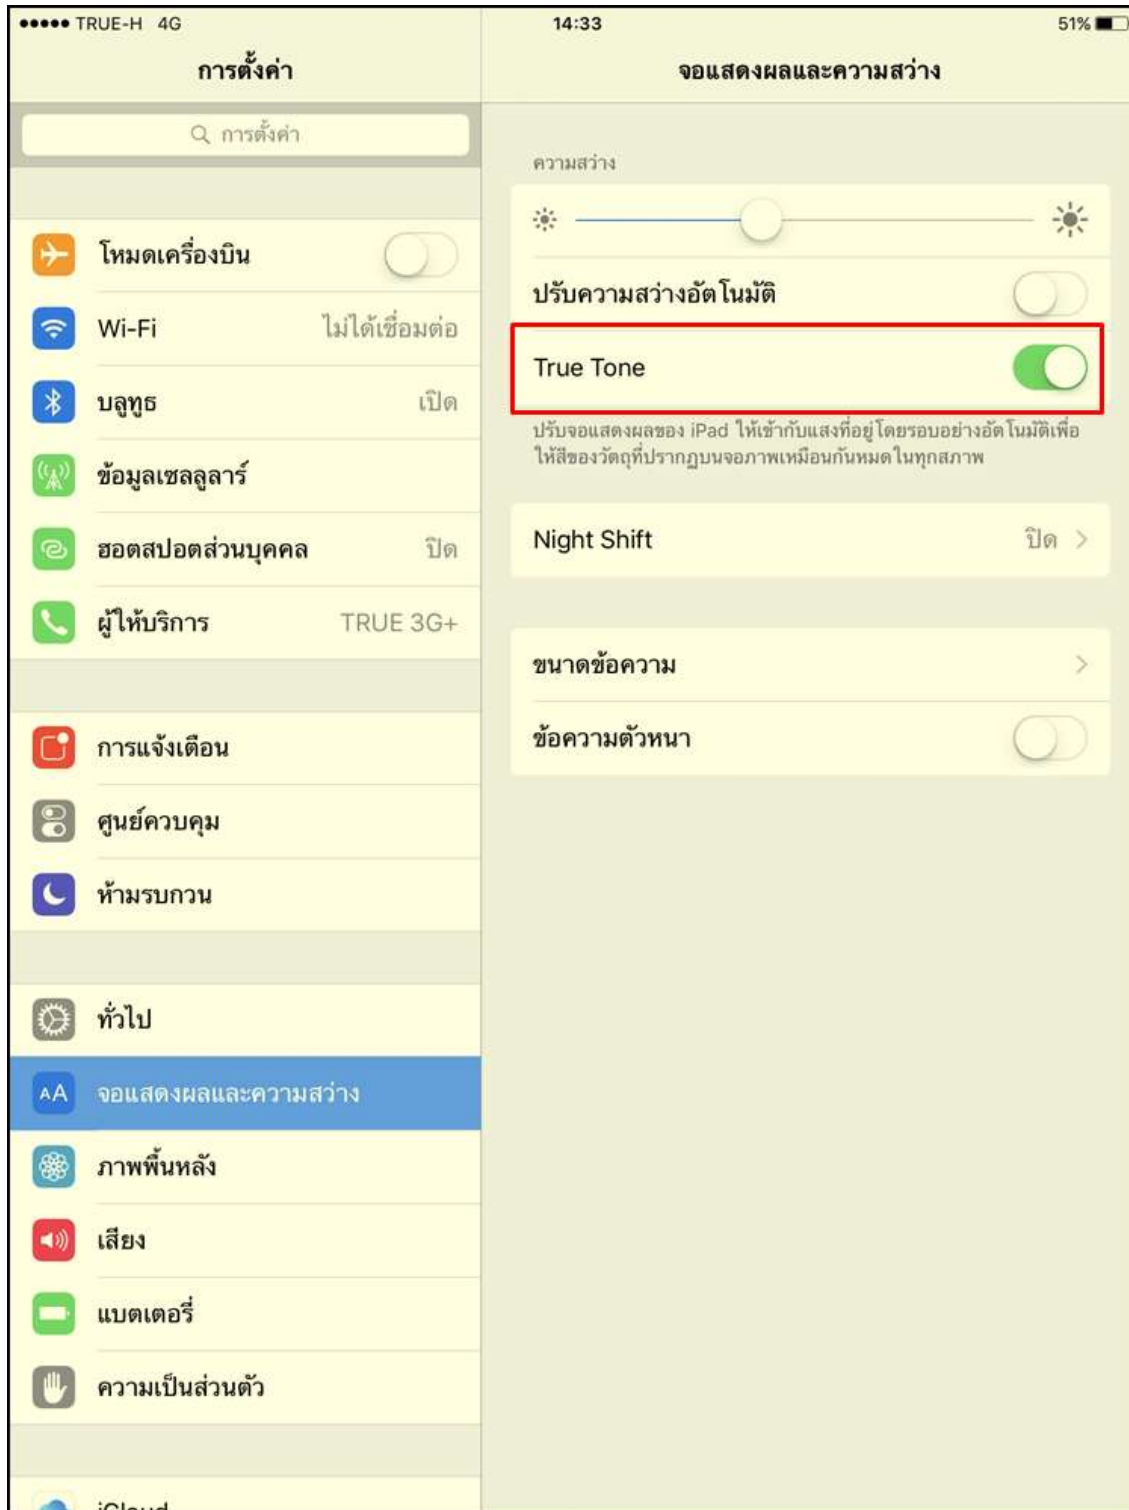 TRUE-H 4G
14:33
51%
การตั้งค่า
จอแสดงผลและความสว่าง
การตั้งค่า
โหมดเครื่องบิน
Wi-Fi
ไม่ได้เชื่อมต่อ
บลูทูธ
เปิด
ข้อมูลเซลลูลาร์
ฮอตสปอตส่วนบุคคล
ปิด
ผู้ให้บริการ
TRUE 3G+
การแจ้งเตือน
ศูนย์ควบคุม
ห้ามรบกวน
ทั่วไป
AA
จอแสดงผลและความสว่าง
ภาพพื้นหลัง
เสียง
แบตเตอรี่
ความเป็นส่วนตัว
iCloud
ความสว่าง
ปรับความสว่างอัตโนมัติ
True Tone
ปรับจอแสดงผลของ iPad ให้เข้ากับแสงที่อยู่โดยรอบอย่างอัตโนมัติเพื่อ
ให้สีของวัตถุที่ปรากฏบนจอภาพเหมือนกันหมดในทุกสภาพ
Night Shift
ปิด
ขนาดข้อความ
ข้อความตัวหนา